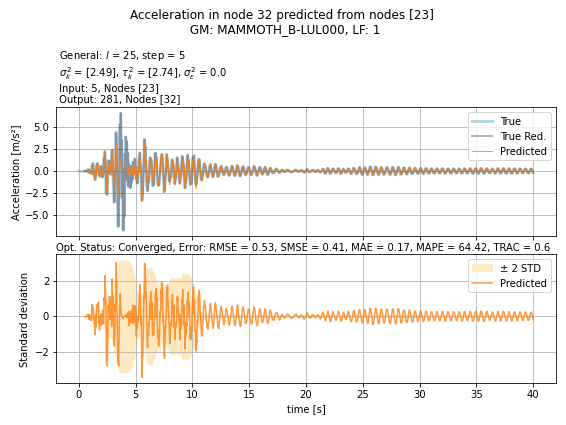 Acceleration in node 32 predicted from nodes [23]
GM: MAMMOTH_B-LUL000, LF: 1
General: l = 25, step = 5
σ²ₖ = [2.49], τ²ₖ = [2.74], σ²ε = 0.0
Input: 5, Nodes [23]
Output: 281, Nodes [32]
True
True Red.
Predicted
Acceleration [m/s²]
5.0
2.5
0.0
−2.5
−5.0
Opt. Status: Converged, Error: RMSE = 0.53, SMSE = 0.41, MAE = 0.17, MAPE = 64.42, TRAC = 0.6
± 2 STD
Predicted
Standard deviation
2
0
−2
0 5 10 15 20 25 30 35 40
time [s]